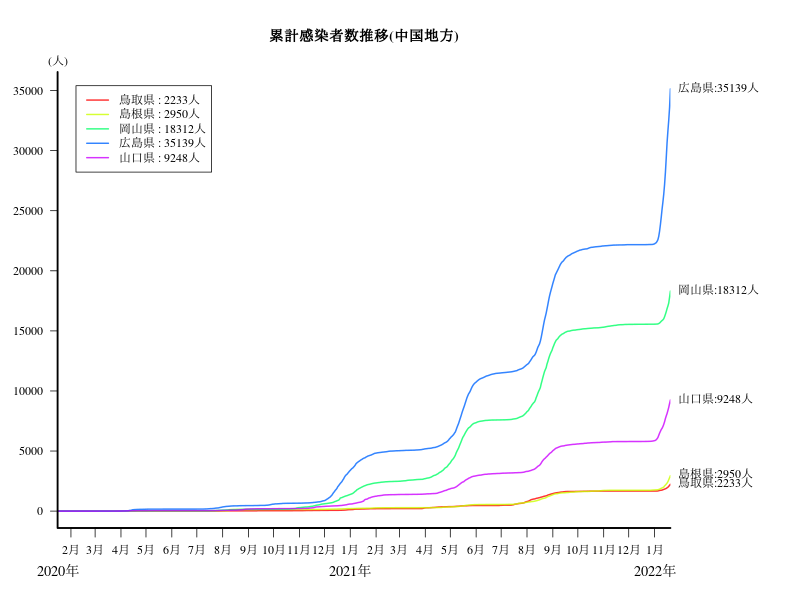 累計感染者数推移(中国地方)
(人)
鳥取県 : 2233人
島根県 : 2950人
岡山県 : 18312人
広島県 : 35139人
山口県 : 9248人
35000
30000
25000
20000
15000
10000
5000
0
広島県:35139人
岡山県:18312人
山口県:9248人
島根県:2950人
鳥取県:2233人
2月 3月 4月 5月 6月 7月 8月 9月 10月 11月 12月 1月 2月 3月 4月 5月 6月 7月 8月 9月 10月 11月 12月 1月
2020年 2021年 2022年